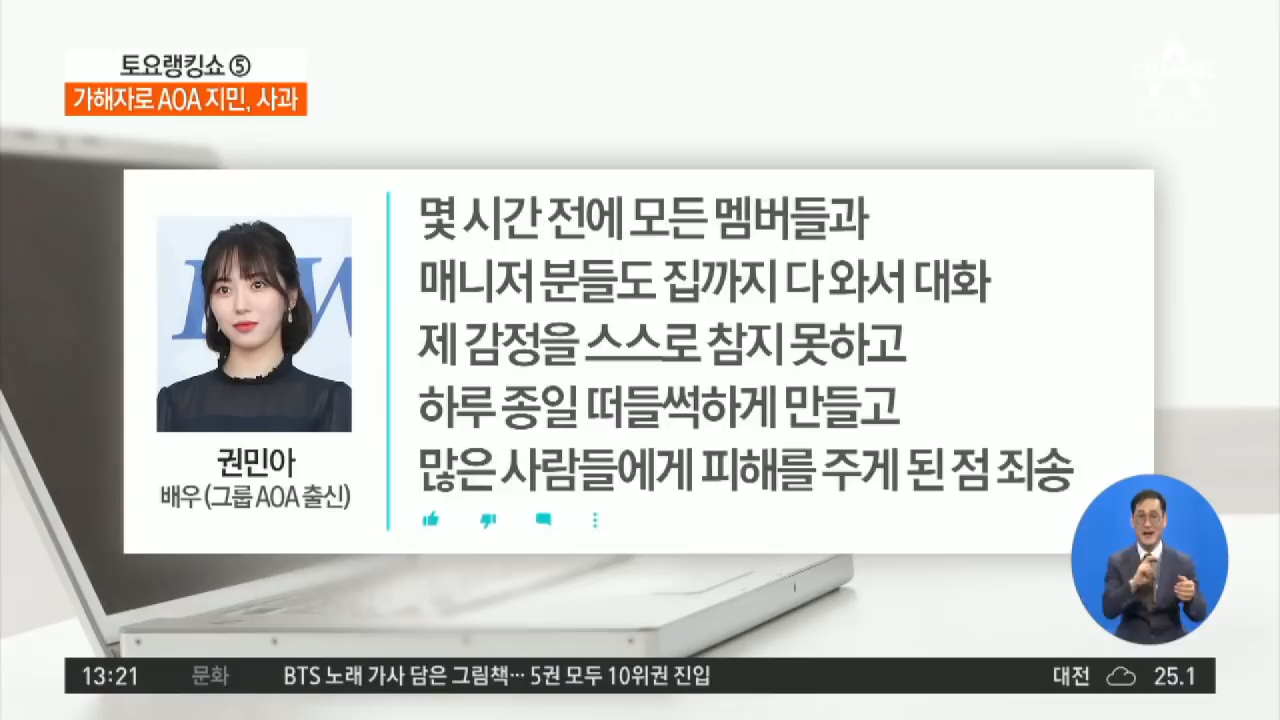 토요랭킹쇼 ⑤
가해자로 AOA 지민, 사과
CHANNEL A
몇 시간 전에 모든 멤버들과
매니저 분들도 집까지 다 와서 대화
제 감정을 스스로 참지 못하고
하루 종일 떠들썩하게 만들고
많은 사람들에게 피해를 주게 된 점 죄송
권민아
배우 (그룹 AOA 출신)
13:21 문화 BTS 노래 가사 담은 그림책… 5권 모두 10위권 진입 대전 25.1